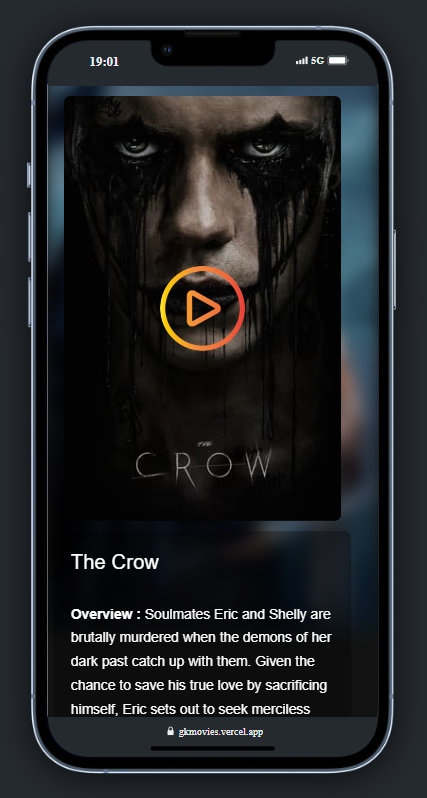 19:01 5G
THE
CROW
The Crow
Overview : Soulmates Eric and Shelly are
brutally murdered when the demons of her
dark past catch up with them. Given the
chance to save his true love by sacrificing
himself, Eric sets out to seek merciless
gkmovies.vercel.app